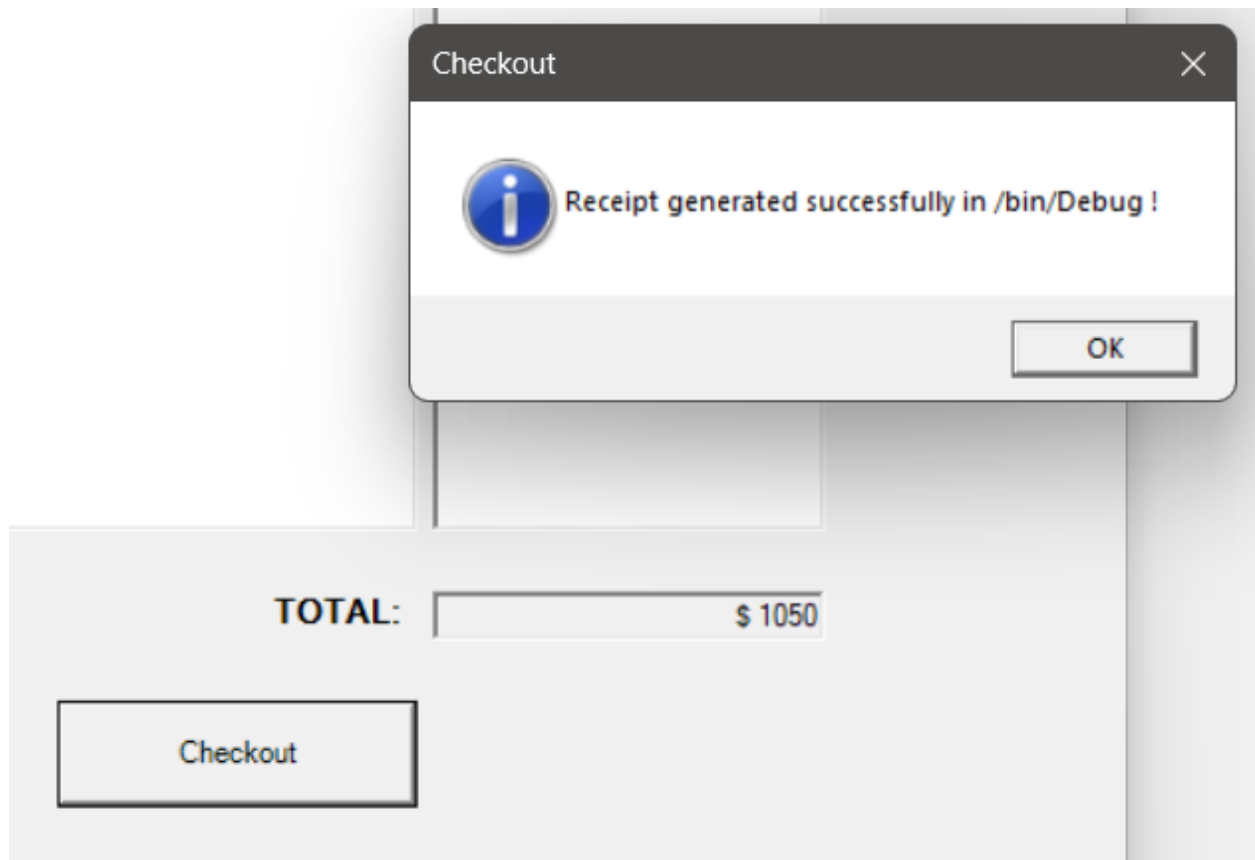 Checkout
Receipt generated successfully in /bin/Debug !
OK
TOTAL:
$ 1050
Checkout